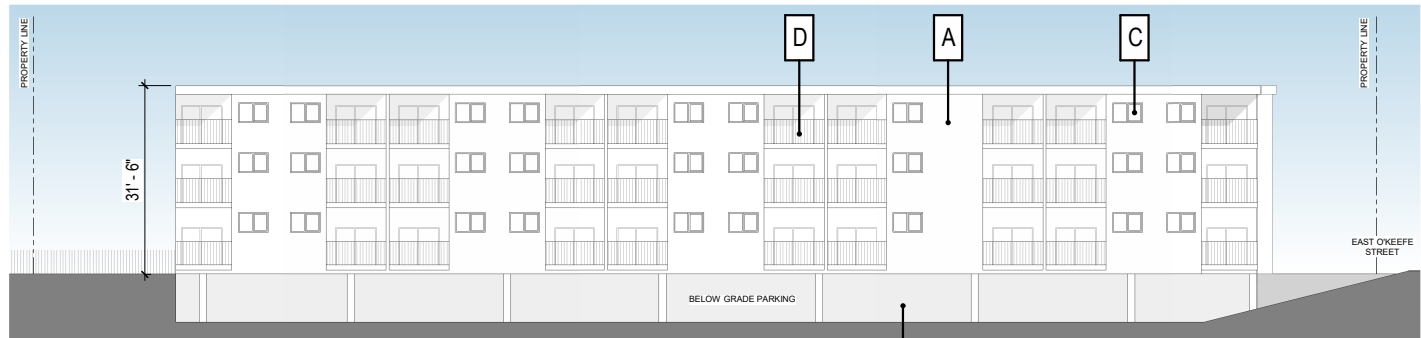 PROPERTY LINE
D
A
C
PROPERTY LINE
31' - 6"
EAST O'KEEFE
STREET
BELOW GRADE PARKING